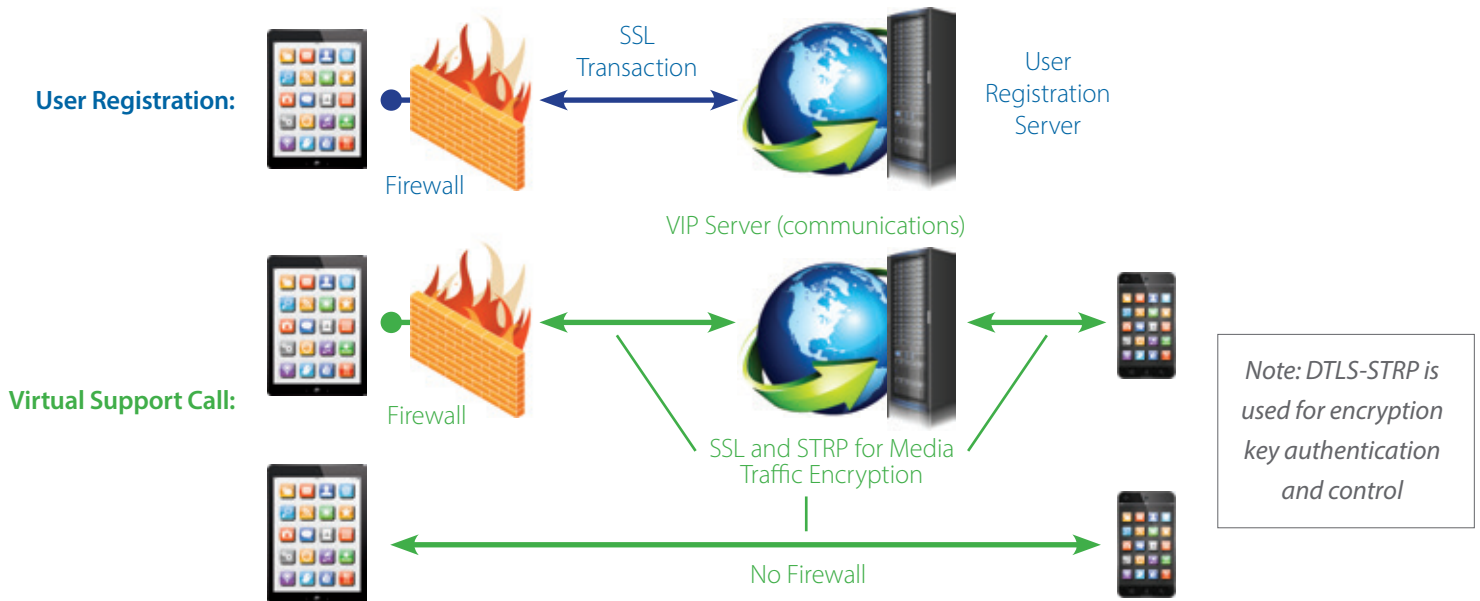 User Registration:
SSL
Transaction
User
Registration
Server
Firewall
VIP Server (communications)
Virtual Support Call:
Firewall
SSL and STRP for Media
Traffic Encryption
No Firewall
Note: DTLS-STRP is
used for encryption
key authentication
and control